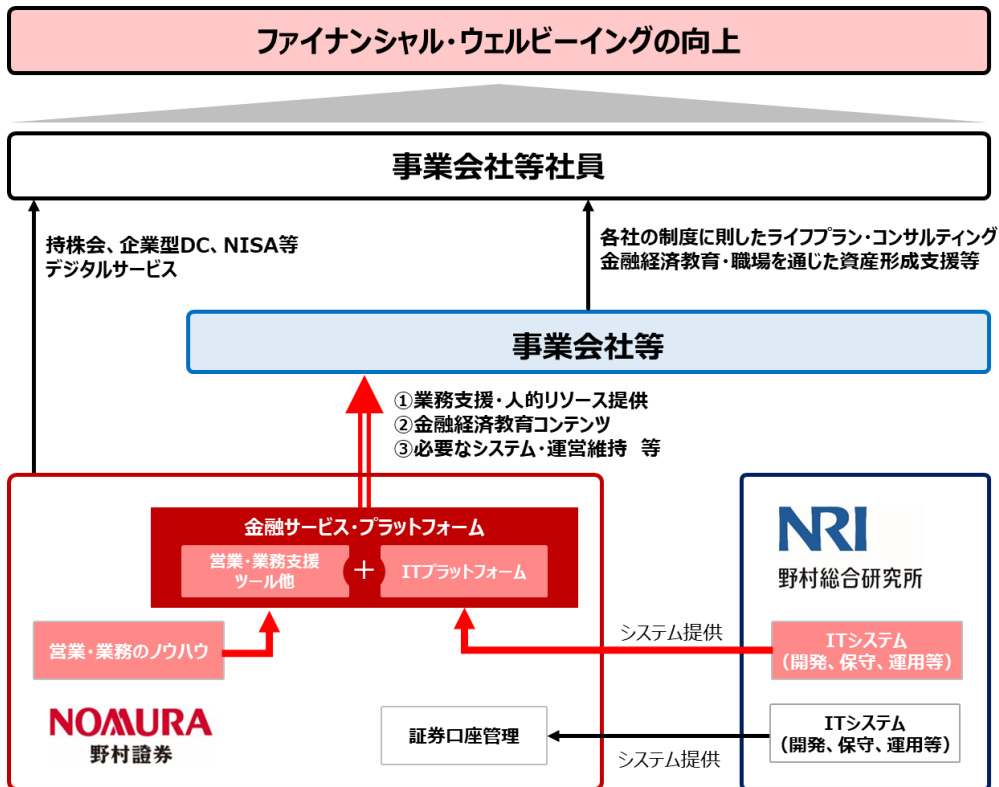 ファイナンシャル・ウェルビーイングの向上
事業会社等社員
持株会、企業型DC、NISA等
デジタルサービス
各社の制度に則したライフプラン・コンサルティング
金融経済教育・職場を通じた資産形成支援等
事業会社等
①業務支援・人的リソース提供
②金融経済教育コンテンツ
③必要なシステム・運営維持 等
金融サービス・プラットフォーム
営業・業務支援
ツール他
+
ITプラットフォーム
NRI
野村総合研究所
営業・業務のノウハウ
システム提供
ITシステム
（開発、保守、運用等）
NOMURA
野村證券
証券口座管理
システム提供
ITシステム
（開発、保守、運用等）